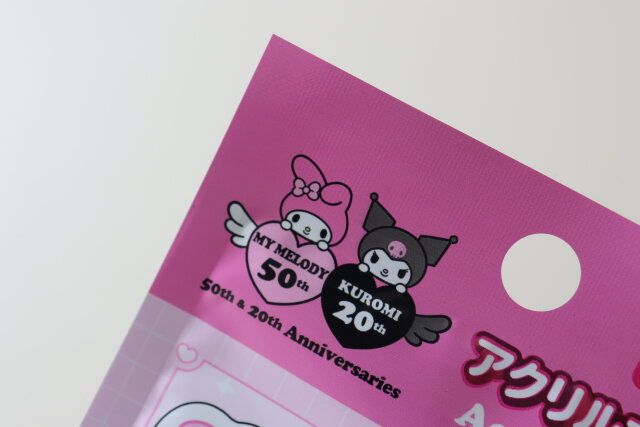 MY MELODY
50th
KUROMI
20th
50th & 20th Anniversaries
アクリル